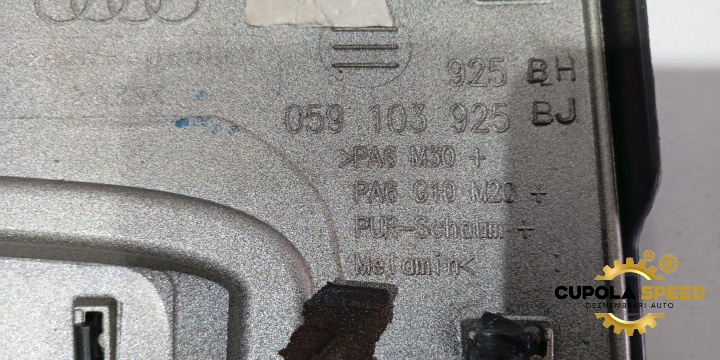 925 BH
059 103 925 BJ
>PA6 M30 +
PA6 G10 M20 +
PUR-Schaum +
Melamin<
CUPOLA SPEED
DEZMEMBRARI AUTO